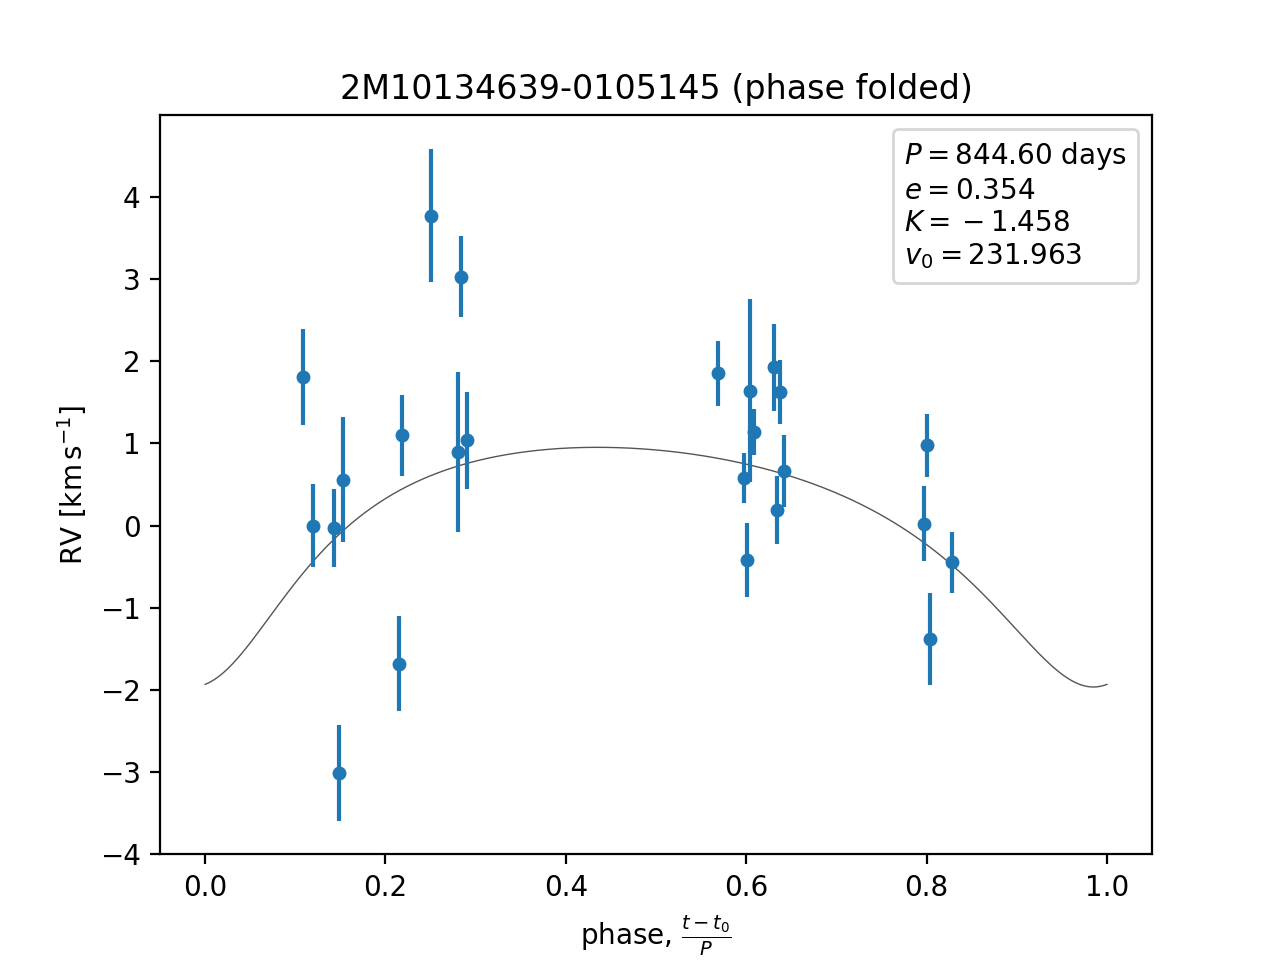 2M10134639-0105145 (phase folded)
P = 844.60 days
e = 0.354
K = −1.458
v₀ = 231.963
RV [km s⁻¹]
4
3
2
1
0
−1
−2
−3
−4
0.0 0.2 0.4 0.6 0.8 1.0
phase, (t − t₀)/P